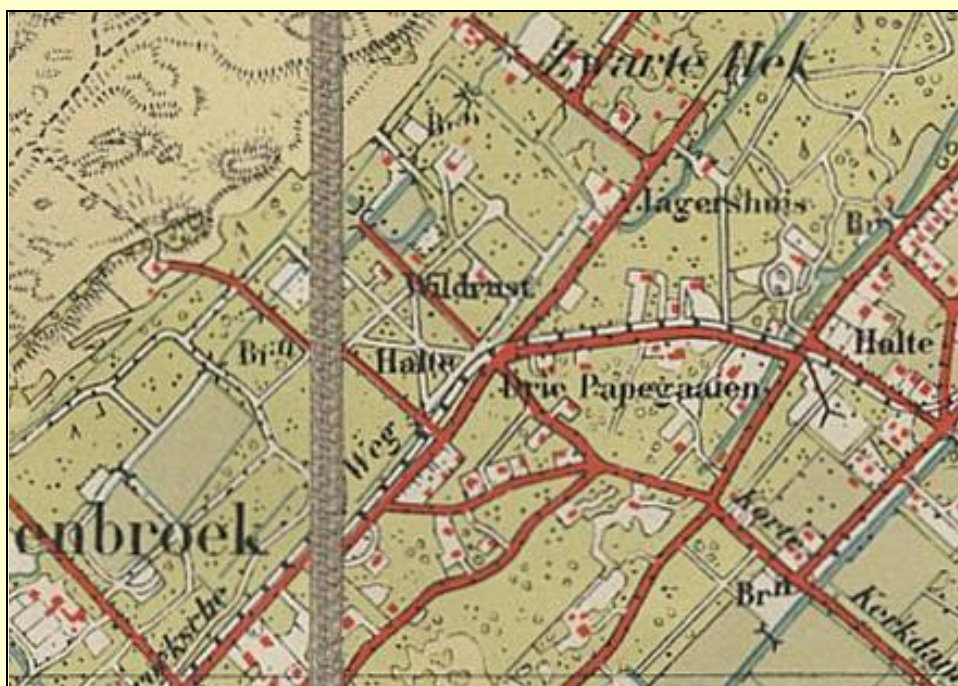 Zwarte Hek
Brn
Jagershuis
Brn
Wildrust
Brn
Halte
Halte
Drie Papegaaien
Weg
enbroek
Korte
Brn
Kerkdam